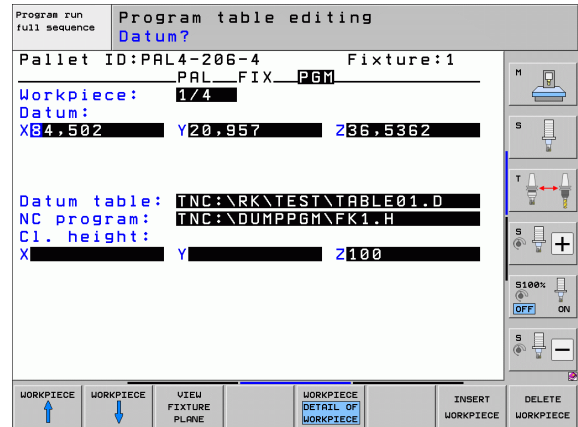 Program run
full sequence
Program table editing
Datum?
Pallet ID:PAL4-206-4 Fixture:1
PAL FIX PGM
Workpiece: 1/4
Datum:
X84,502 Y20,957 Z36,5362
Datum table: TNC:\RK\TEST\TABLE01.D
NC program: TNC:\DUMPPGM\FK1.H
Cl. height:
X Y Z100
M
S
T
S
S100%
OFF ON
S
WORKPIECE
WORKPIECE
VIEW
FIXTURE
PLANE
WORKPIECE
DETAIL OF
WORKPIECE
INSERT
WORKPIECE
DELETE
WORKPIECE